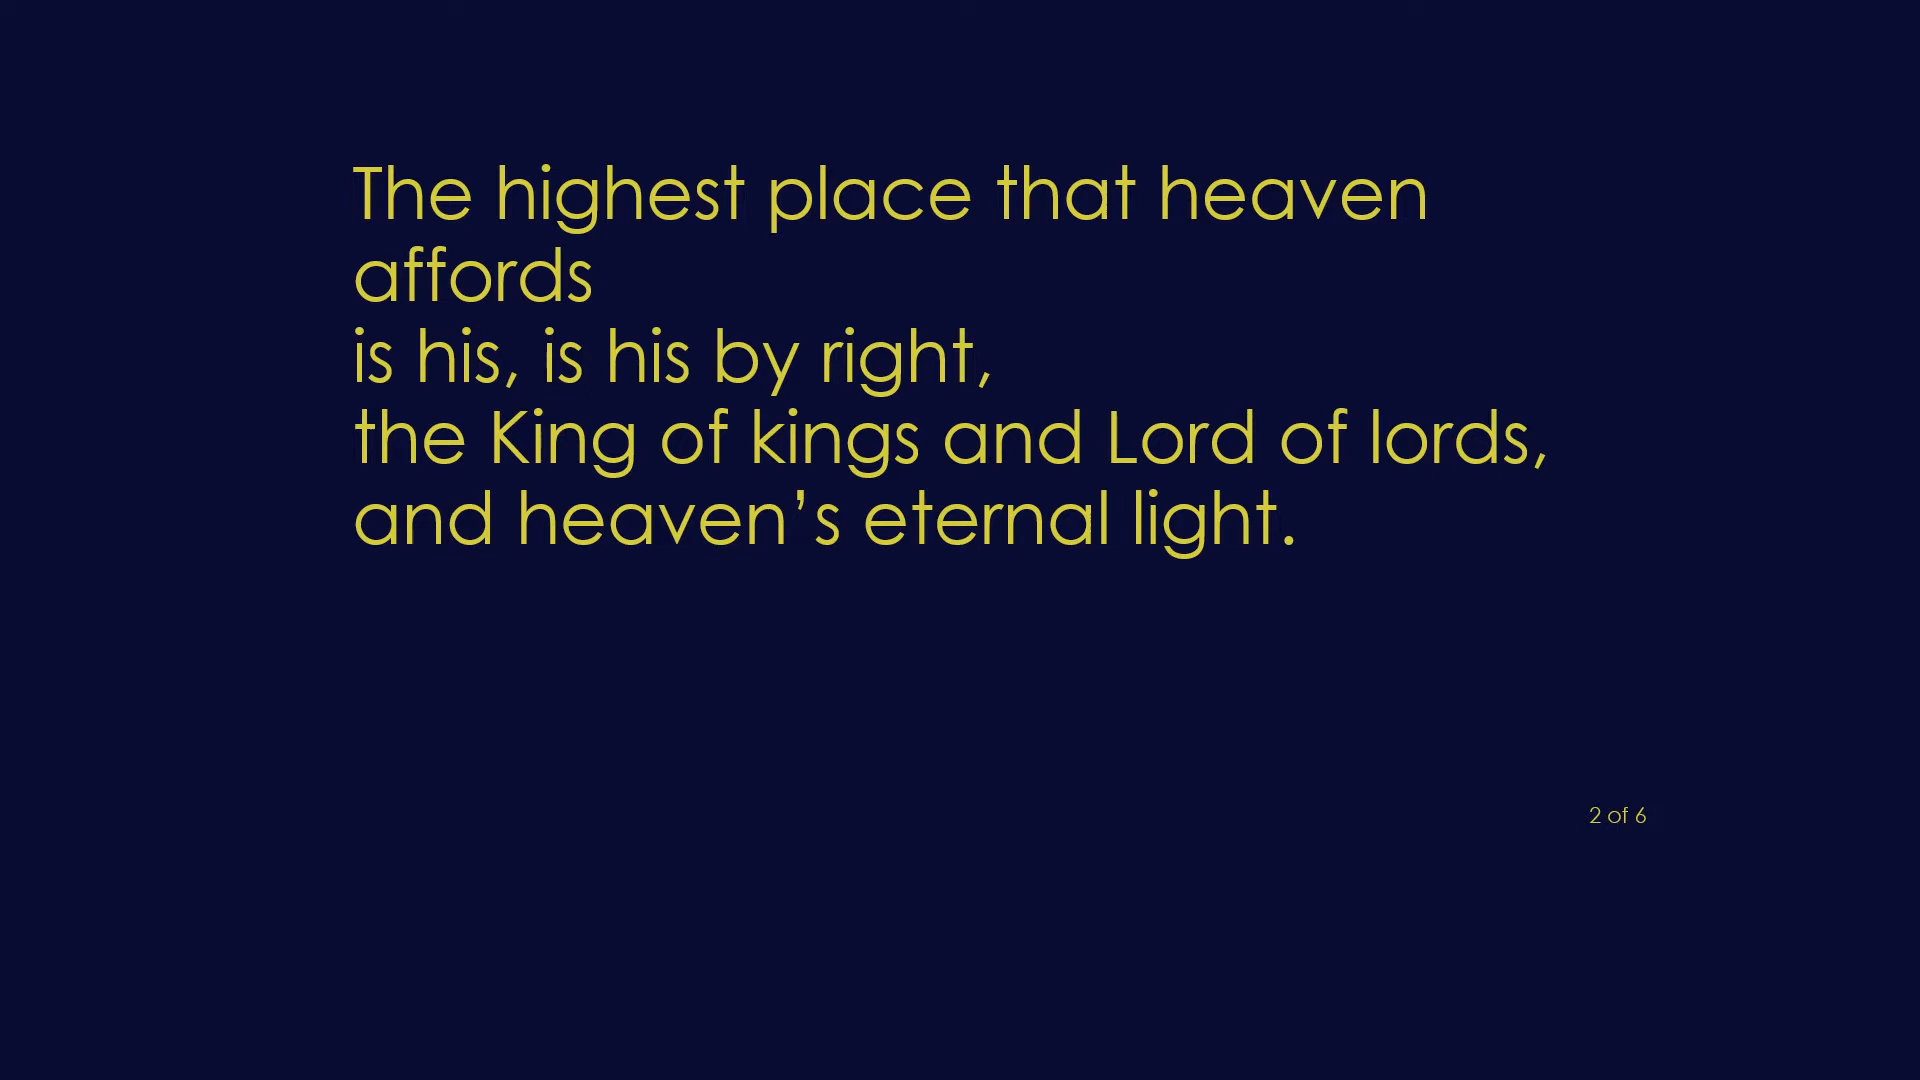 The highest place that heaven
affords
is his, is his by right,
the King of kings and Lord of lords,
and heaven’s eternal light.
2 of 6